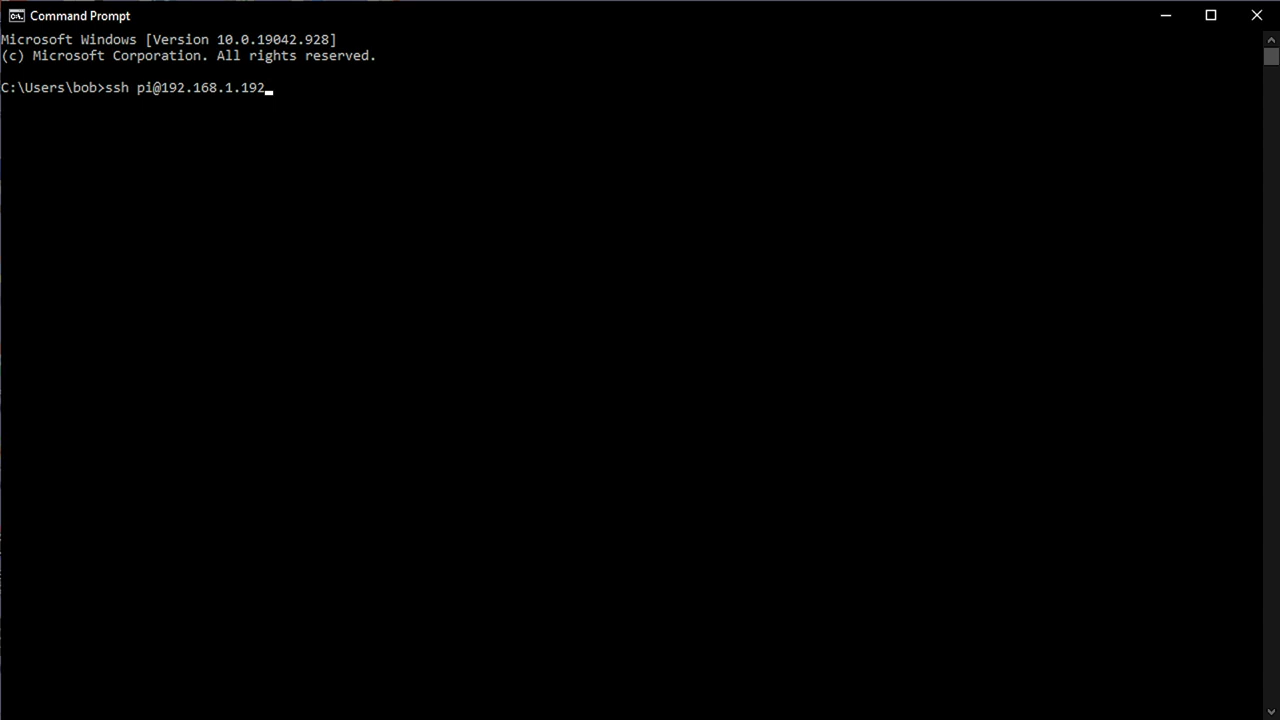 Command Prompt
Microsoft Windows [Version 10.0.19042.928]
(c) Microsoft Corporation. All rights reserved.
C:\Users\bob>ssh pi@192.168.1.192